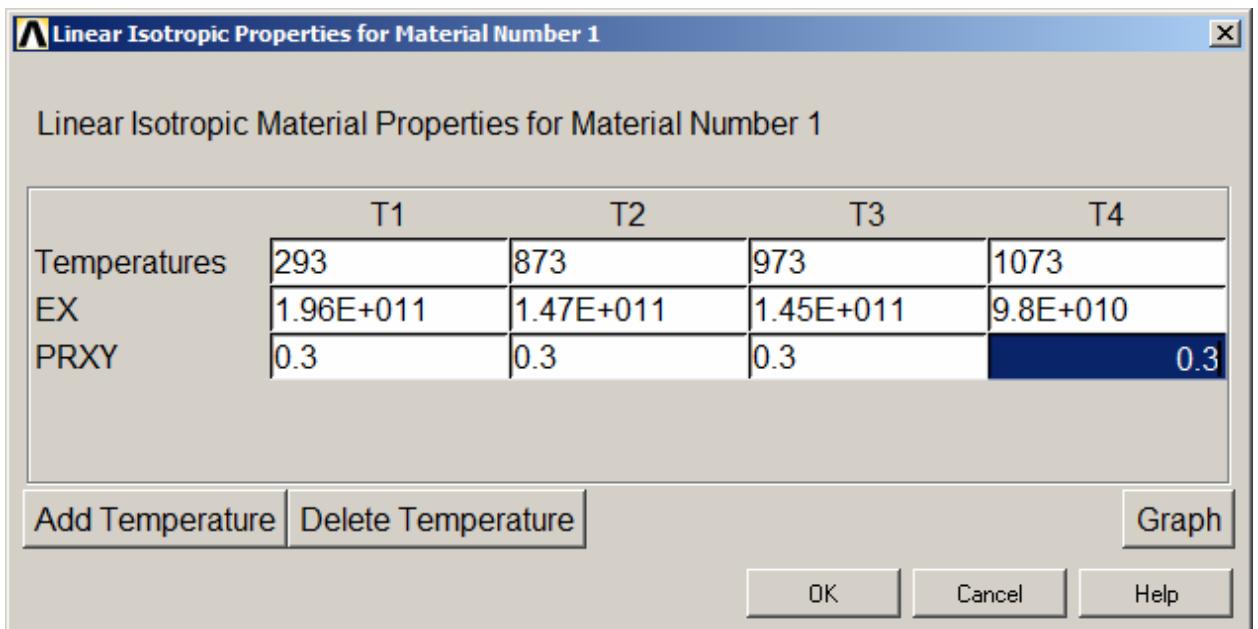 Linear Isotropic Properties for Material Number 1
Linear Isotropic Material Properties for Material Number 1
T1 T2 T3 T4
Temperatures 293 873 973 1073
EX 1.96E+011 1.47E+011 1.45E+011 9.8E+010
PRXY 0.3 0.3 0.3 0.3
Add Temperature Delete Temperature Graph
OK Cancel Help